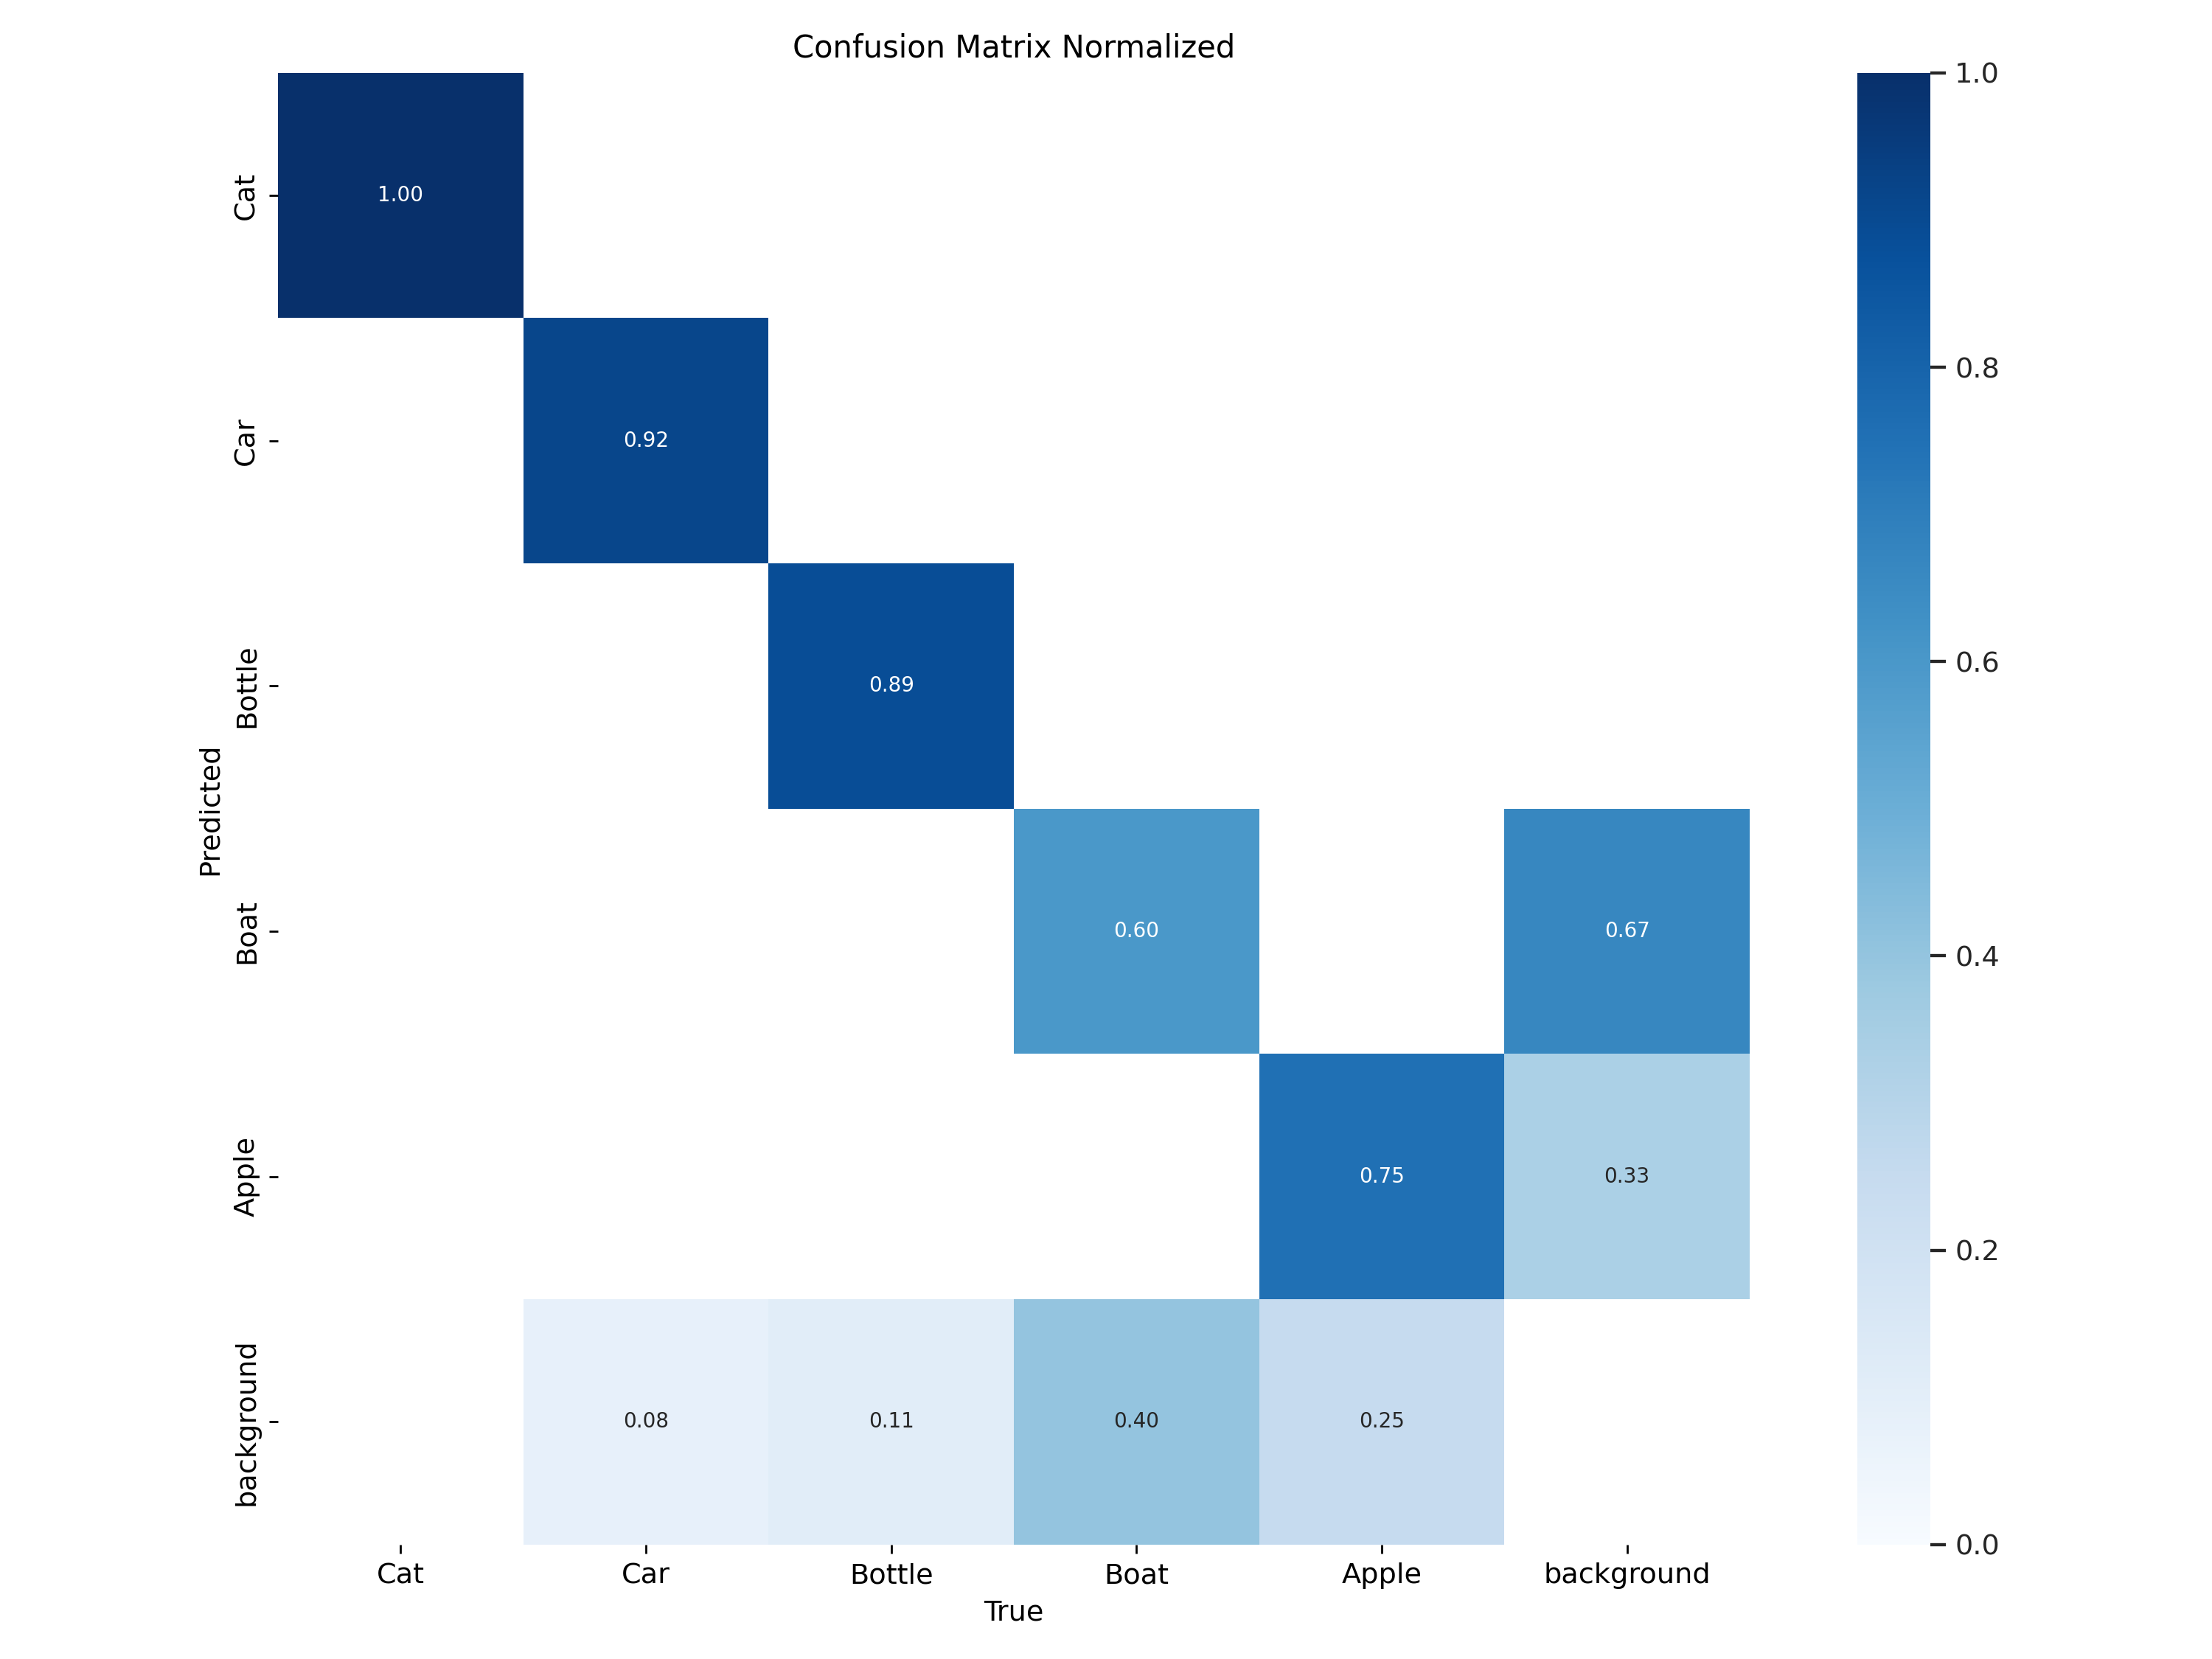 Confusion Matrix Normalized
Cat
1.00
Car
0.92
Bottle
0.89
Boat
0.60
0.67
Apple
0.75
0.33
background
0.08
0.11
0.40
0.25
Predicted
Cat
Car
Bottle
Boat
Apple
background
True
1.0
0.8
0.6
0.4
0.2
0.0